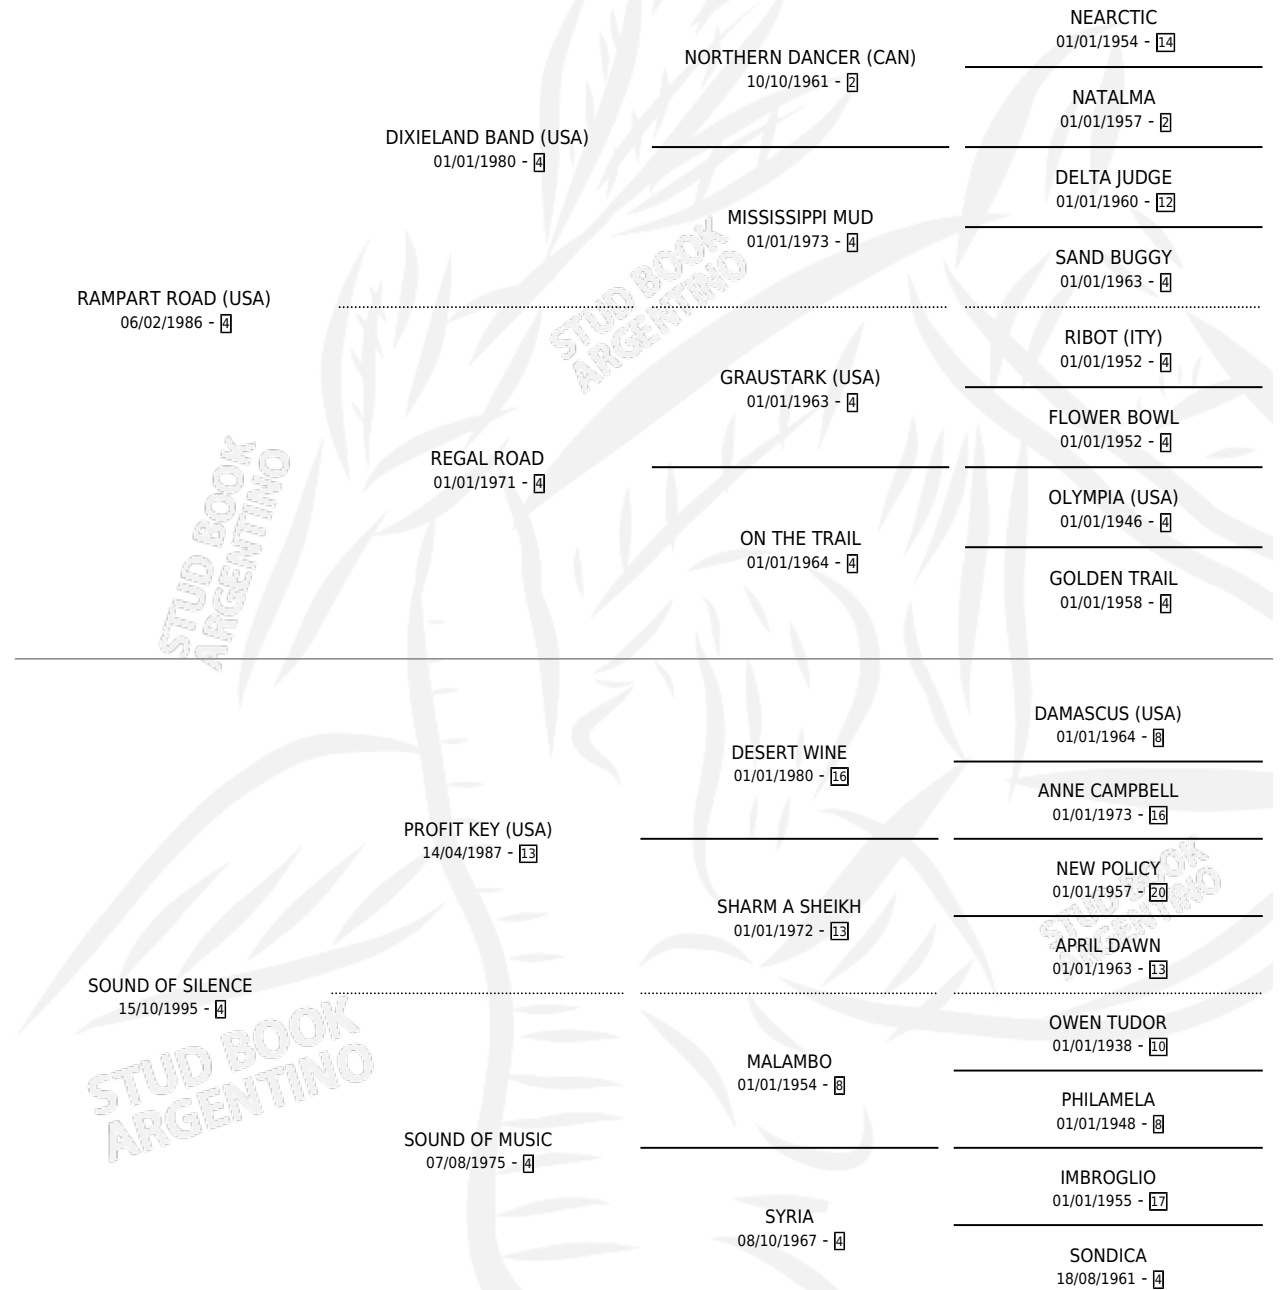 NEARCTIC
01/01/1954 - 14
NORTHERN DANCER (CAN)
10/10/1961 - 2
NATALMA
01/01/1957 - 2
DIXIELAND BAND (USA)
01/01/1980 - 4
DELTA JUDGE
01/01/1960 - 12
MISSISSIPPI MUD
01/01/1973 - 4
SAND BUGGY
01/01/1963 - 4
RAMPART ROAD (USA)
06/02/1986 - 4
RIBOT (ITY)
01/01/1952 - 4
GRAUSTARK (USA)
01/01/1963 - 4
FLOWER BOWL
01/01/1952 - 4
REGAL ROAD
01/01/1971 - 4
OLYMPIA (USA)
01/01/1946 - 4
ON THE TRAIL
01/01/1964 - 4
GOLDEN TRAIL
01/01/1958 - 4
DAMASCUS (USA)
01/01/1964 - 8
DESERT WINE
01/01/1980 - 16
ANNE CAMPBELL
01/01/1973 - 16
PROFIT KEY (USA)
14/04/1987 - 13
NEW POLICY
01/01/1957 - 20
SHARM A SHEIKH
01/01/1972 - 13
APRIL DAWN
01/01/1963 - 13
SOUND OF SILENCE
15/10/1995 - 4
OWEN TUDOR
01/01/1938 - 10
MALAMBO
01/01/1954 - 8
PHILAMELA
01/01/1948 - 8
SOUND OF MUSIC
07/08/1975 - 4
IMBROGLIO
01/01/1955 - 17
SYRIA
08/10/1967 - 4
SONDICA
18/08/1961 - 4
STUD BOOK
ARGENTINO
STUD BOOK
ARGENTINO
STUD BOOK
ARGENTINO
STUD BOOK
ARGENTINO